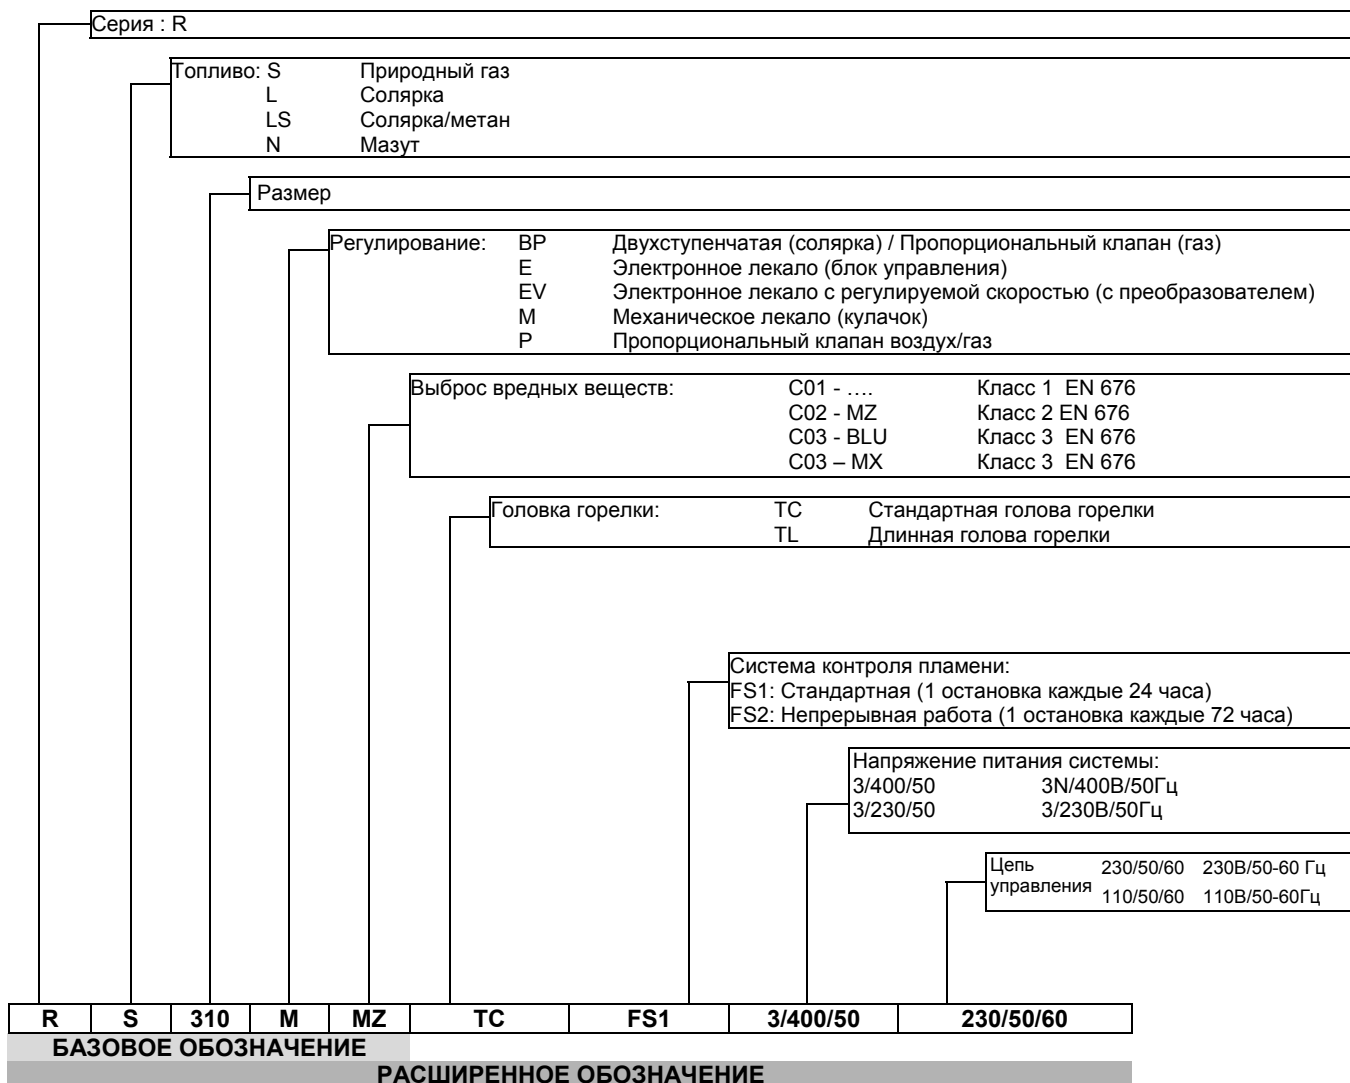 Серия : R
Топливо: S Природный газ
L Солярка
LS Солярка/метан
N Мазут
Размер
Регулирование: BP Двухступенчатая (солярка) / Пропорциональный клапан (газ)
E Электронное лекало (блок управления)
EV Электронное лекало с регулируемой скоростью (с преобразователем)
M Механическое лекало (кулачок)
P Пропорциональный клапан воздух/газ
Выброс вредных веществ: C01 - …. Класс 1 EN 676
C02 - MZ Класс 2 EN 676
C03 - BLU Класс 3 EN 676
C03 – MX Класс 3 EN 676
Головка горелки: TC Стандартная голова горелки
TL Длинная голова горелки
Система контроля пламени:
FS1: Стандартная (1 остановка каждые 24 часа)
FS2: Непрерывная работа (1 остановка каждые 72 часа)
Напряжение питания системы:
3/400/50 3N/400В/50Гц
3/230/50 3/230В/50Гц
Цепь управления 230/50/60 230В/50-60 Гц
110/50/60 110В/50-60Гц
R S 310 M MZ TC FS1 3/400/50 230/50/60
БАЗОВОЕ ОБОЗНАЧЕНИЕ
РАСШИРЕННОЕ ОБОЗНАЧЕНИЕ